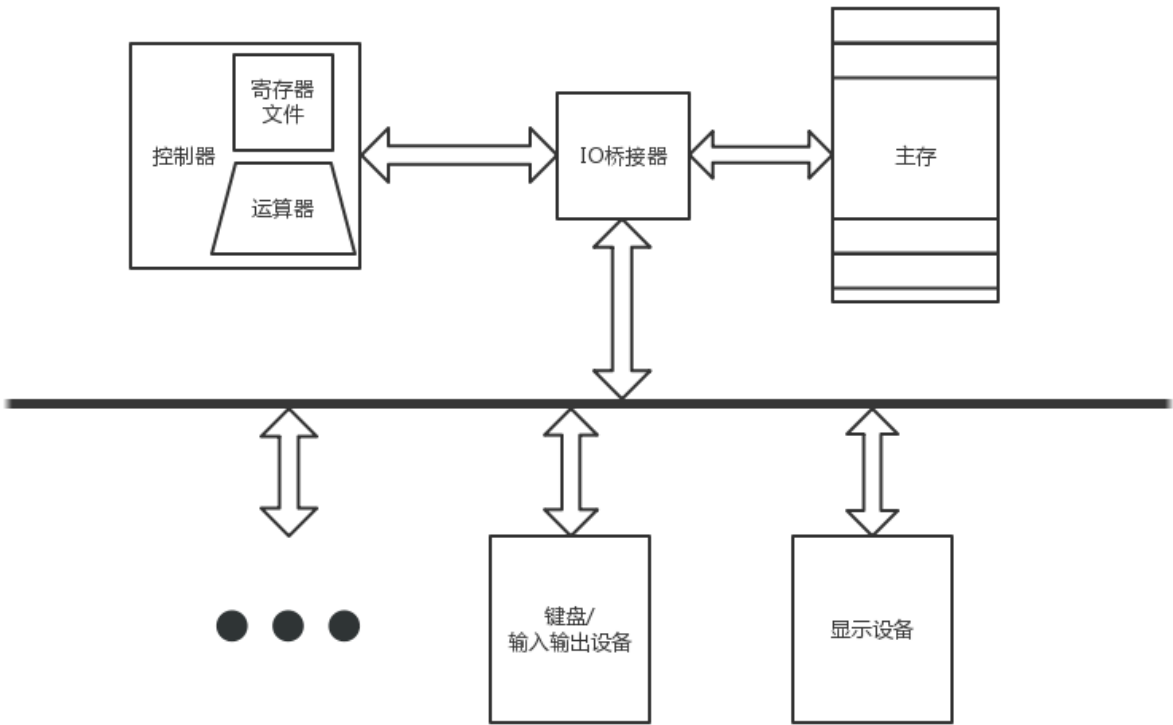 寄存器
文件
控制器
运算器
IO桥接器
主存
键盘/
输入输出设备
显示设备